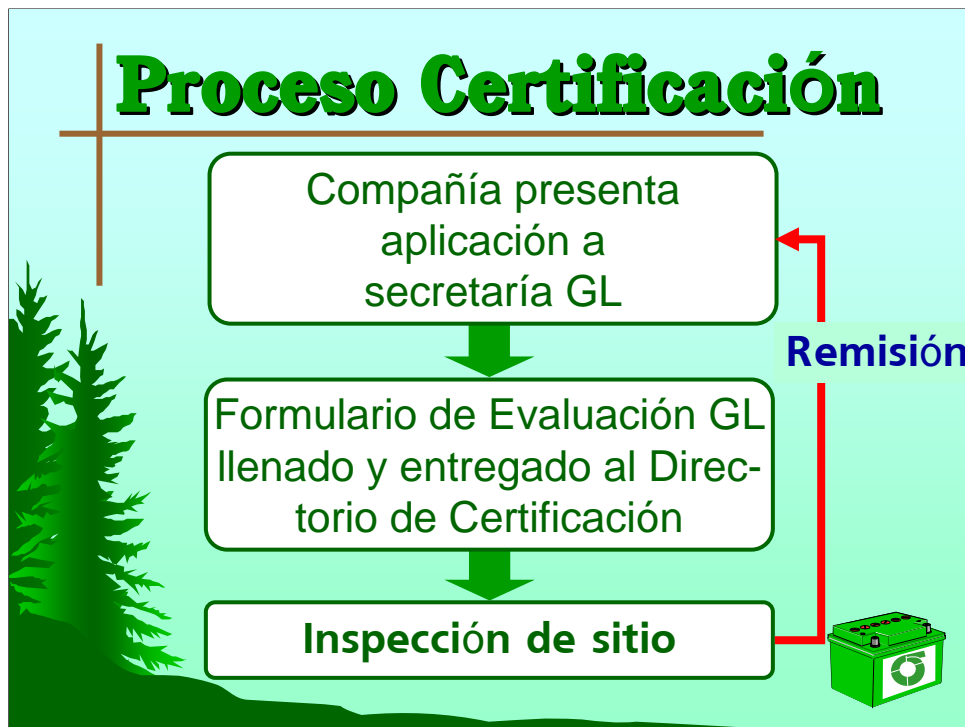 Proceso Certificación
Compañía presenta
aplicación a
secretaría GL
Remisión
Formulario de Evaluación GL
llenado y entregado al Direc-
torio de Certificación
Inspección de sitio